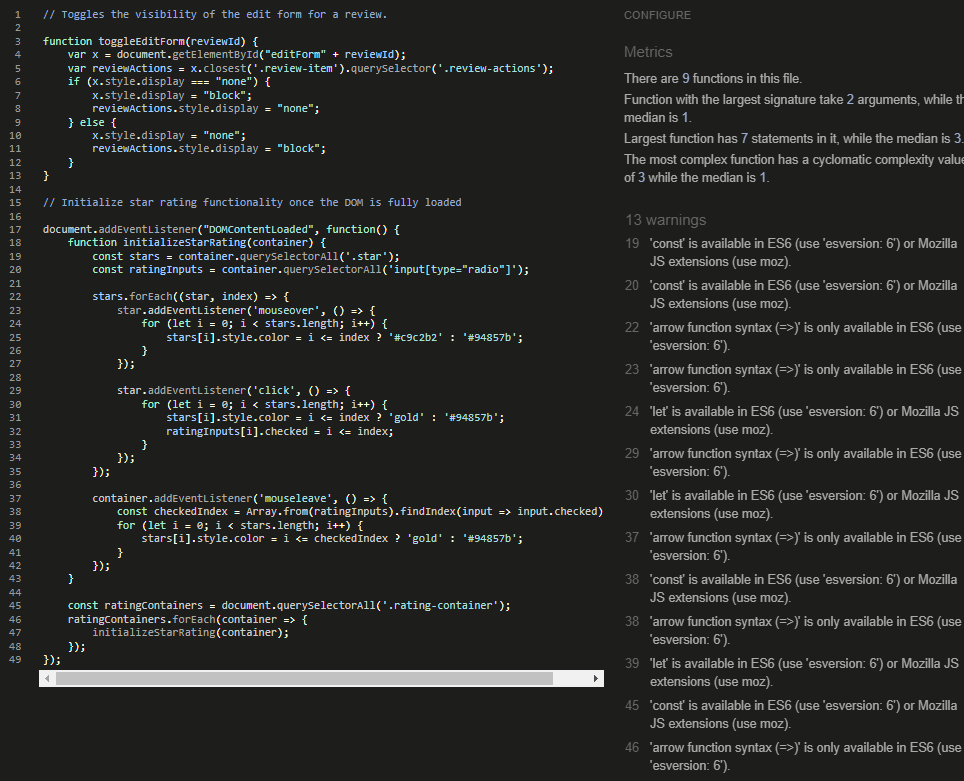 1 // Toggles the visibility of the edit form for a review.
2
3 function toggleEditForm(reviewId) {
4     var x = document.getElementById("editForm" + reviewId);
5     var reviewActions = x.closest('.review-item').querySelector('.review-actions');
6     if (x.style.display === "none") {
7         x.style.display = "block";
8         reviewActions.style.display = "none";
9     } else {
10         x.style.display = "none";
11         reviewActions.style.display = "block";
12     }
13 }
14
15 // Initialize star rating functionality once the DOM is fully loaded
16
17 document.addEventListener("DOMContentLoaded", function() {
18     function initializeStarRating(container) {
19         const stars = container.querySelectorAll('.star');
20         const ratingInputs = container.querySelectorAll('input[type="radio"]');
21
22         stars.forEach((star, index) => {
23             star.addEventListener('mouseover', () => {
24                 for (let i = 0; i < stars.length; i++) {
25                     stars[i].style.color = i <= index ? '#c9c2b2' : '#94857b';
26                 }
27             });
28
29             star.addEventListener('click', () => {
30                 for (let i = 0; i < stars.length; i++) {
31                     stars[i].style.color = i <= index ? 'gold' : '#94857b';
32                     ratingInputs[i].checked = i <= index;
33                 }
34             });
35         });
36
37         container.addEventListener('mouseleave', () => {
38             const checkedIndex = Array.from(ratingInputs).findIndex(input => input.checked)
39             for (let i = 0; i < stars.length; i++) {
40                 stars[i].style.color = i <= checkedIndex ? 'gold' : '#94857b';
41             }
42         });
43     }
44
45     const ratingContainers = document.querySelectorAll('.rating-container');
46     ratingContainers.forEach(container => {
47         initializeStarRating(container);
48     });
49 });
CONFIGURE
Metrics
There are 9 functions in this file.
Function with the largest signature take 2 arguments, while th
median is 1.
Largest function has 7 statements in it, while the median is 3.
The most complex function has a cyclomatic complexity value
of 3 while the median is 1.
13 warnings
19 'const' is available in ES6 (use 'esversion: 6') or Mozilla
JS extensions (use moz).
20 'const' is available in ES6 (use 'esversion: 6') or Mozilla
JS extensions (use moz).
22 'arrow function syntax (=>)' is only available in ES6 (use
'esversion: 6').
23 'arrow function syntax (=>)' is only available in ES6 (use
'esversion: 6').
24 'let' is available in ES6 (use 'esversion: 6') or Mozilla JS
extensions (use moz).
29 'arrow function syntax (=>)' is only available in ES6 (use
'esversion: 6').
30 'let' is available in ES6 (use 'esversion: 6') or Mozilla JS
extensions (use moz).
37 'arrow function syntax (=>)' is only available in ES6 (use
'esversion: 6').
38 'const' is available in ES6 (use 'esversion: 6') or Mozilla
JS extensions (use moz).
38 'arrow function syntax (=>)' is only available in ES6 (use
'esversion: 6').
39 'let' is available in ES6 (use 'esversion: 6') or Mozilla JS
extensions (use moz).
45 'const' is available in ES6 (use 'esversion: 6') or Mozilla
JS extensions (use moz).
46 'arrow function syntax (=>)' is only available in ES6 (use
'esversion: 6').